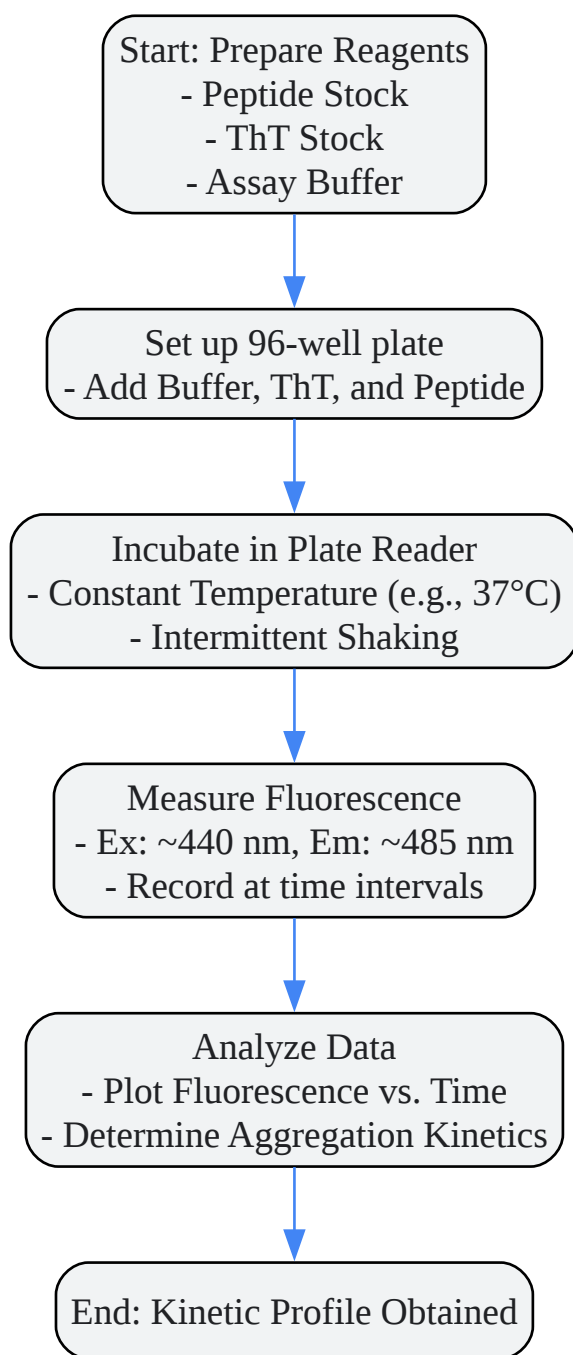 Start: Prepare Reagents
- Peptide Stock
- ThT Stock
- Assay Buffer
Set up 96-well plate
- Add Buffer, ThT, and Peptide
Incubate in Plate Reader
- Constant Temperature (e.g., 37°C)
- Intermittent Shaking
Measure Fluorescence
- Ex: ~440 nm, Em: ~485 nm
- Record at time intervals
Analyze Data
- Plot Fluorescence vs. Time
- Determine Aggregation Kinetics
End: Kinetic Profile Obtained